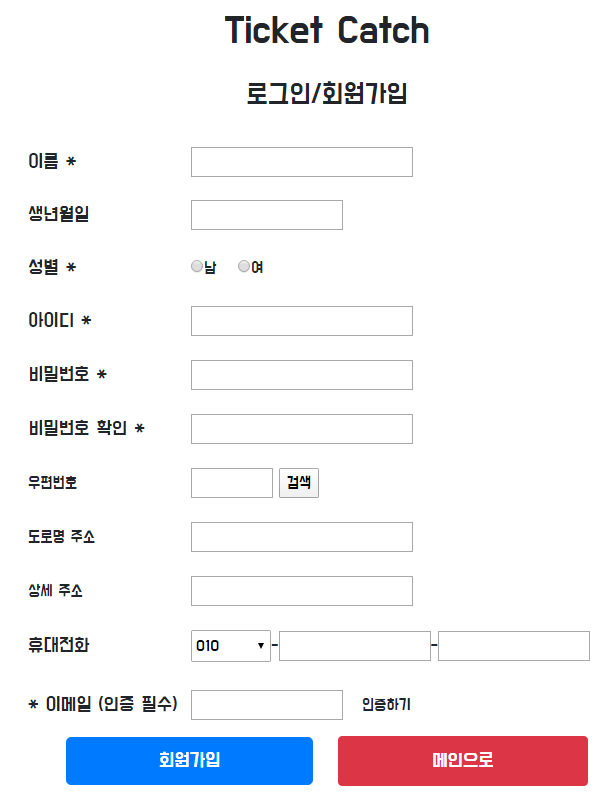 Ticket Catch
로그인/회원가입
이름 *
생년월일
성별 * 남 여
아이디 *
비밀번호 *
비밀번호 확인 *
우편번호 검색
도로명 주소
상세 주소
휴대전화 010 - -
* 이메일 (인증 필수) 인증하기
회원가입 메인으로